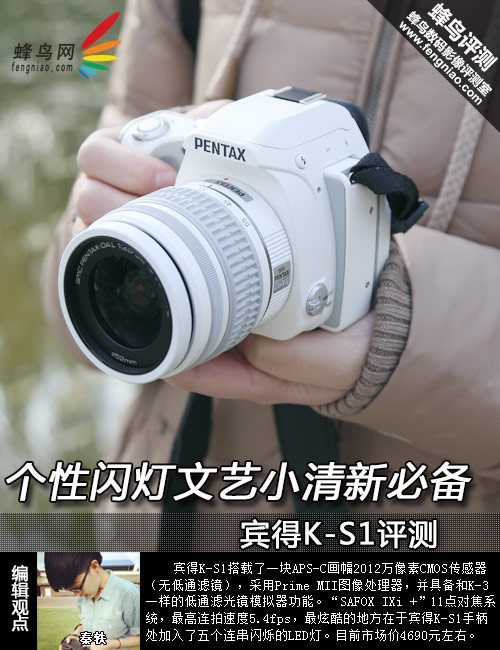 蜂鸟网
fengniao.com
蜂鸟评测
蜂鸟数码影像评测室
www.fengniao.com
PENTAX
SMC PENTAX-DAL 1:3.5
ø52mm
个性闪灯文艺小清新必备
宾得K-S1评测
编辑观点
秦轶
宾得K-S1搭载了一块APS-C画幅2012万像素CMOS传感器
（无低通滤镜），采用Prime MII图像处理器，并具备和K-3
一样的低通滤光镜模拟器功能。“SAFOX IXi +”11点对焦系
统，最高连拍速度5.4fps，最炫酷的地方在于宾得K-S1手柄
处加入了五个连串闪烁的LED灯。目前市场价4690元左右。